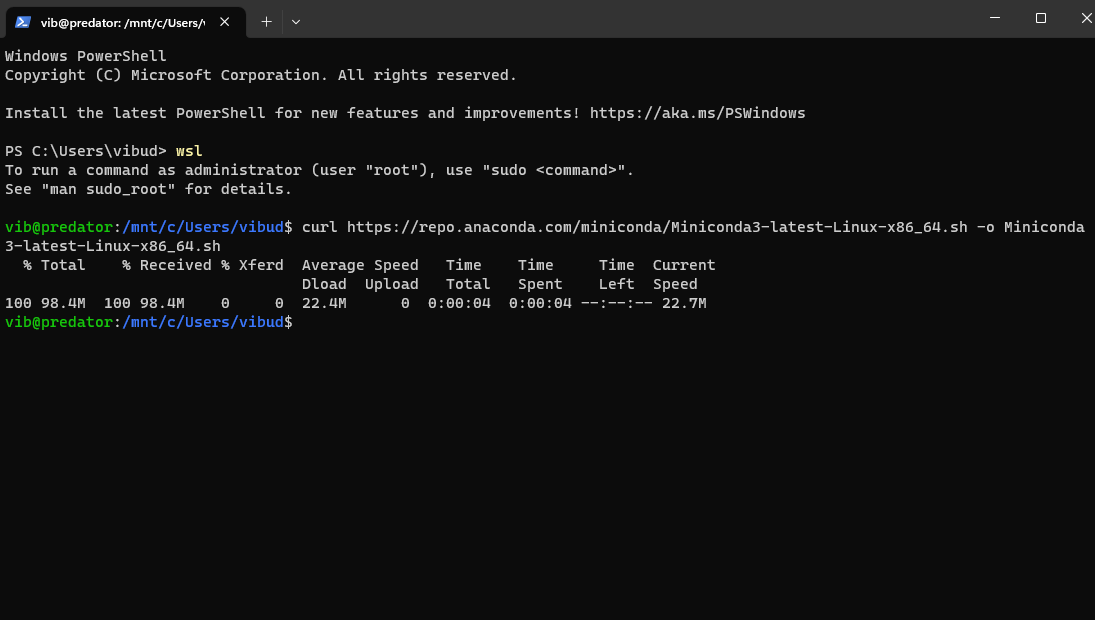 vib@predator: /mnt/c/Users/v
Windows PowerShell
Copyright (C) Microsoft Corporation. All rights reserved.
Install the latest PowerShell for new features and improvements! https://aka.ms/PSWindows
PS C:\Users\vibud> wsl
To run a command as administrator (user "root"), use "sudo <command>".
See "man sudo_root" for details.
vib@predator:/mnt/c/Users/vibud$ curl https://repo.anaconda.com/miniconda/Miniconda3-latest-Linux-x86_64.sh -o Miniconda
3-latest-Linux-x86_64.sh
  % Total    % Received % Xferd  Average Speed   Time    Time     Time  Current
                                 Dload  Upload   Total   Spent    Left  Speed
100 98.4M  100 98.4M    0     0  22.4M      0  0:00:04  0:00:04 --:--:-- 22.7M
vib@predator:/mnt/c/Users/vibud$